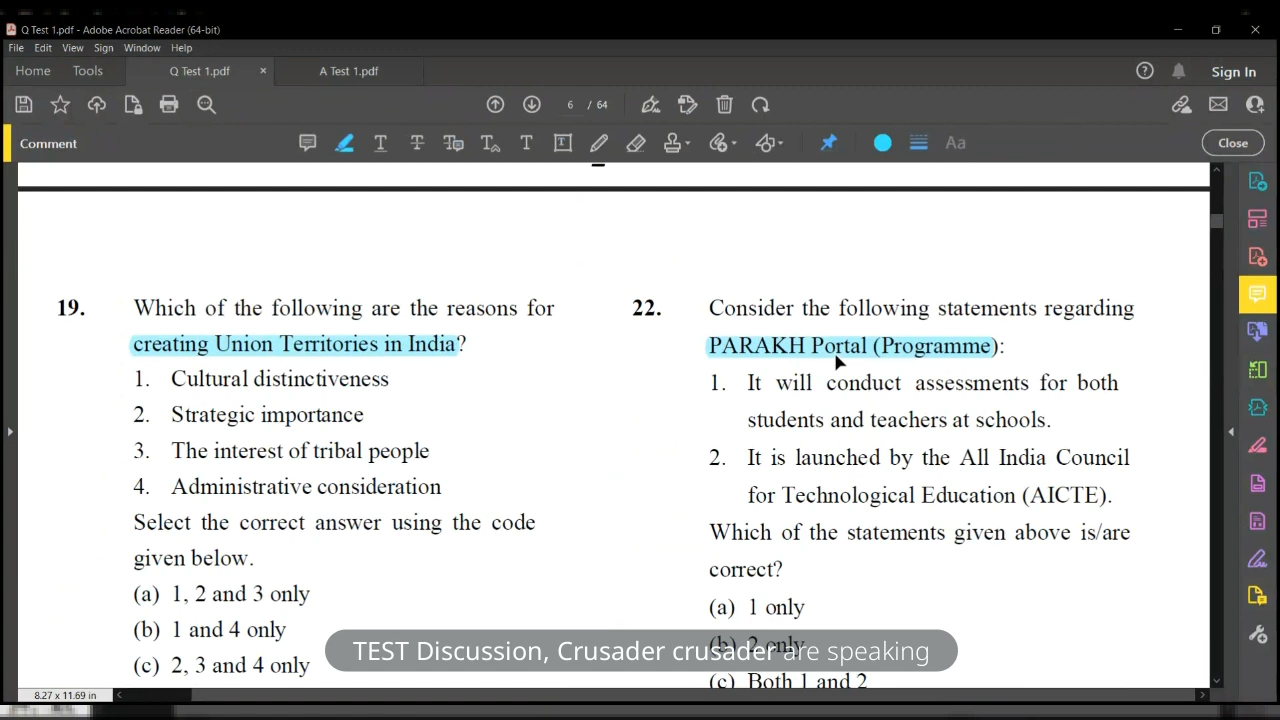 Q Test 1.pdf - Adobe Acrobat Reader (64-bit)
File Edit View Sign Window Help
Home Tools Q Test 1.pdf × A Test 1.pdf Sign In
6 / 64
Comment Aa Close
19. Which of the following are the reasons for
creating Union Territories in India?
1. Cultural distinctiveness
2. Strategic importance
3. The interest of tribal people
4. Administrative consideration
Select the correct answer using the code
given below.
(a) 1, 2 and 3 only
(b) 1 and 4 only
(c) 2, 3 and 4 only
22. Consider the following statements regarding
PARAKH Portal (Programme):
1. It will conduct assessments for both
students and teachers at schools.
2. It is launched by the All India Council
for Technological Education (AICTE).
Which of the statements given above is/are
correct?
(a) 1 only
(b) 2 only
(c) Both 1 and 2
TEST Discussion, Crusader crusader are speaking
8.27 x 11.69 in